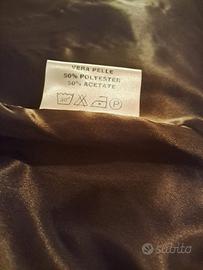 VERA PELLE
50% POLYESTER
50% ACETATE
subito